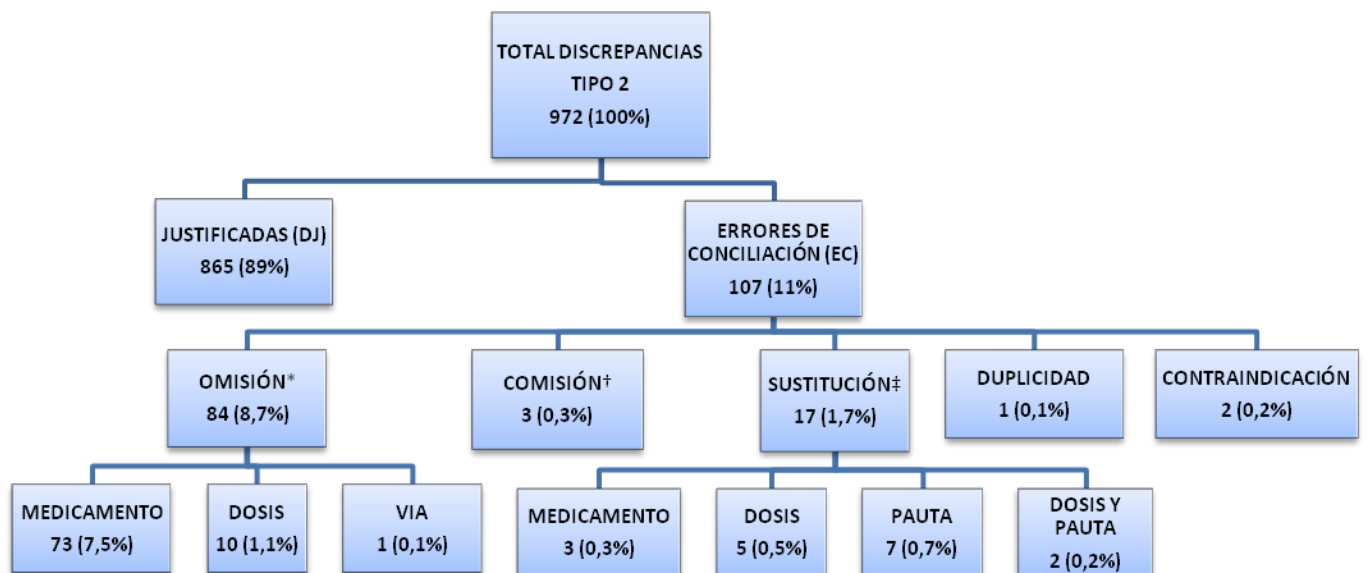 TOTAL DISCREPANCIAS
TIPO 2
972 (100%)
JUSTIFICADAS (DJ)
865 (89%)
ERRORES DE
CONCILIACIÓN (EC)
107 (11%)
OMISIÓN*
84 (8,7%)
COMISIÓN†
3 (0,3%)
SUSTITUCIÓN‡
17 (1,7%)
DUPLICIDAD
1 (0,1%)
CONTRAINDICACIÓN
2 (0,2%)
MEDICAMENTO
73 (7,5%)
DOSIS
10 (1,1%)
VIA
1 (0,1%)
MEDICAMENTO
3 (0,3%)
DOSIS
5 (0,5%)
PAUTA
7 (0,7%)
DOSIS Y
PAUTA
2 (0,2%)